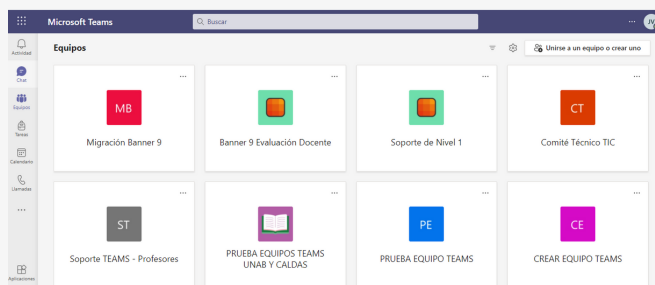 Microsoft Teams
Buscar
JV
Actividad
Chat
Equipos
Tareas
Calendario
Llamadas
Aplicaciones
Equipos
Unirse a un equipo o crear uno
MB
Migración Banner 9
Banner 9 Evaluación Docente
Soporte de Nivel 1
CT
Comité Técnico TIC
ST
Soporte TEAMS - Profesores
PRUEBA EQUIPOS TEAMS
UNAB Y CALDAS
PE
PRUEBA EQUIPO TEAMS
CE
CREAR EQUIPO TEAMS